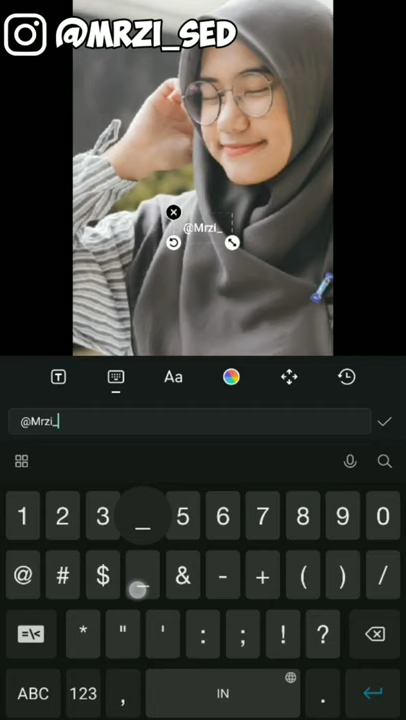 @MRZI_SED
@Mrzi_
Aa
@Mrzi_
1 2 3 _ 5 6 7 8 9 0
@ # $ _ & - + ( ) /
=\< * " ' : ; ! ?
ABC 123 , IN .